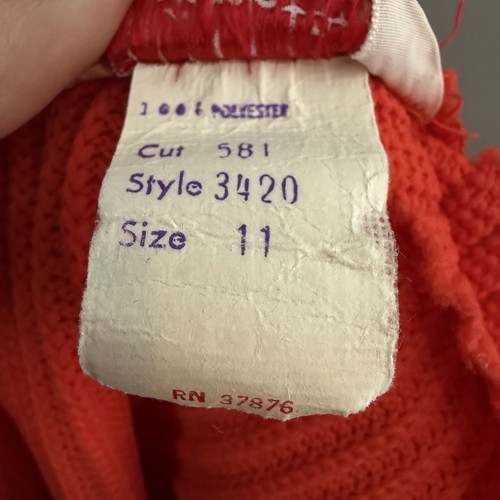 100% POLYESTER
Cut 581
Style 3420
Size 11
RN 37876